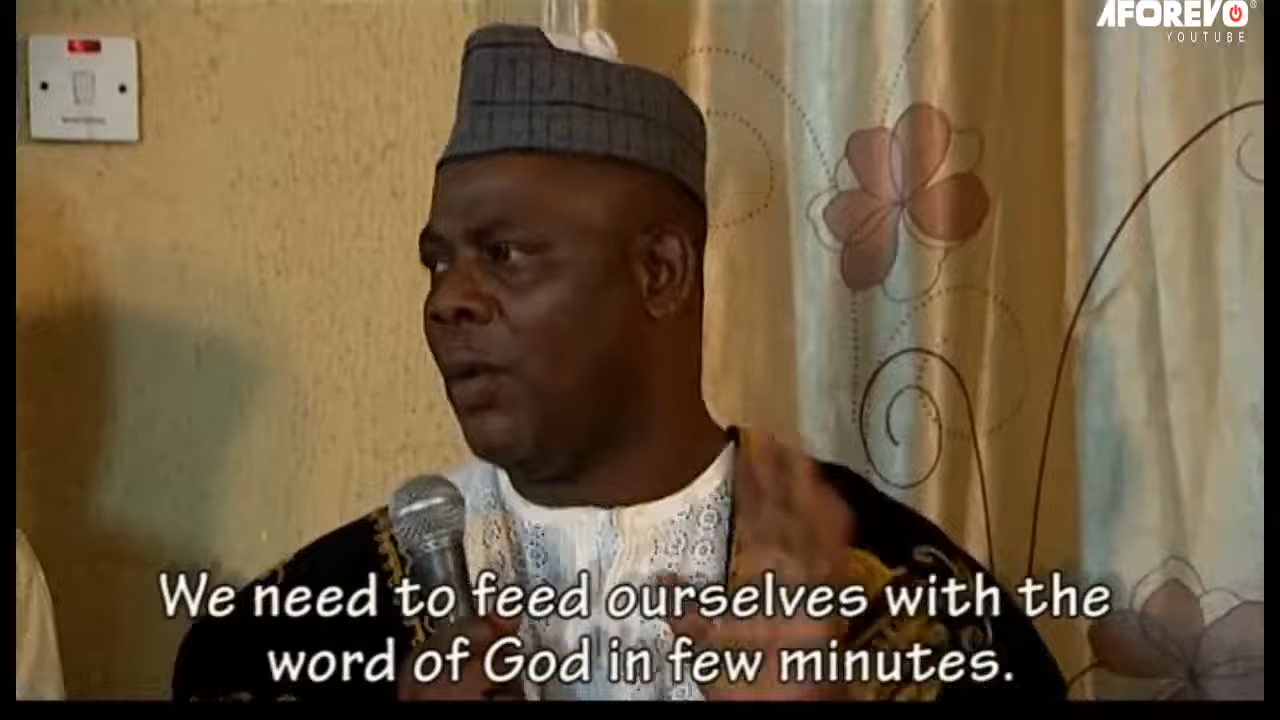 AFOREVO
YOUTUBE
We need to feed ourselves with the
word of God in few minutes.